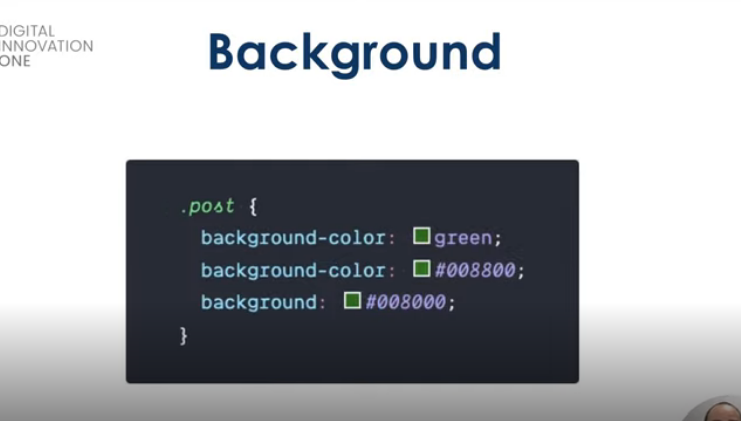 DIGITAL
INNOVATION
ONE
Background
.post {
background-color: green;
background-color: #008800;
background: #008000;
}